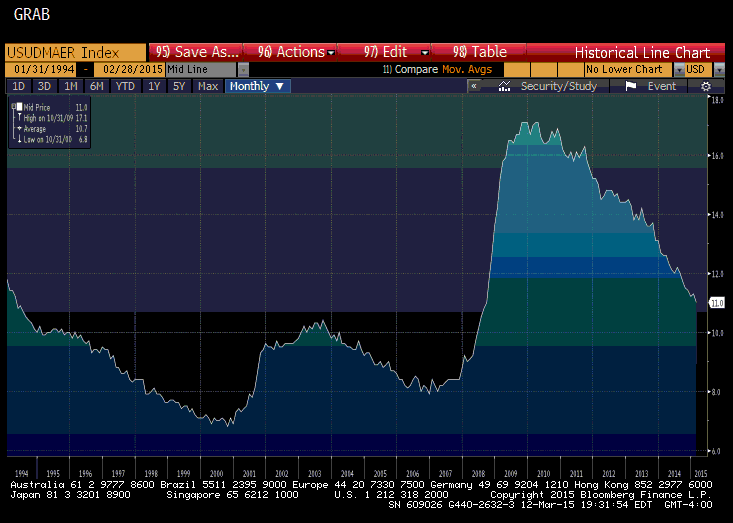 GRAB
USUDMAER Index 95) Save As... 96) Actions 97) Edit 98) Table Historical Line Chart
01/31/1994 - 02/28/2015 Mid Line 11) Compare Mov. Avgs No Lower Chart USD
1D 3D 1M 6M YTD 1Y 5Y Max Monthly ▼ « Security/Study Event
Mid Price 11.0
High on 10/31/09 17.1
Average 10.7
Low on 10/31/00 6.8
18.0
16.0
14.0
12.0
11.0
10.0
8.0
6.0
1994 1995 1996 1997 1998 1999 2000 2001 2002 2003 2004 2005 2006 2007 2008 2009 2010 2011 2012 2013 2014 2015
Australia 61 2 9777 8600 Brazil 5511 2395 9000 Europe 44 20 7330 7500 Germany 49 69 9204 1210 Hong Kong 852 2977 6000
Japan 81 3 3201 8900 Singapore 65 6212 1000 U.S. 1 212 318 2000 Copyright 2015 Bloomberg Finance L.P.
SN 609026 G440-2632-3 12-Mar-15 19:31:54 EDT GMT-4:00